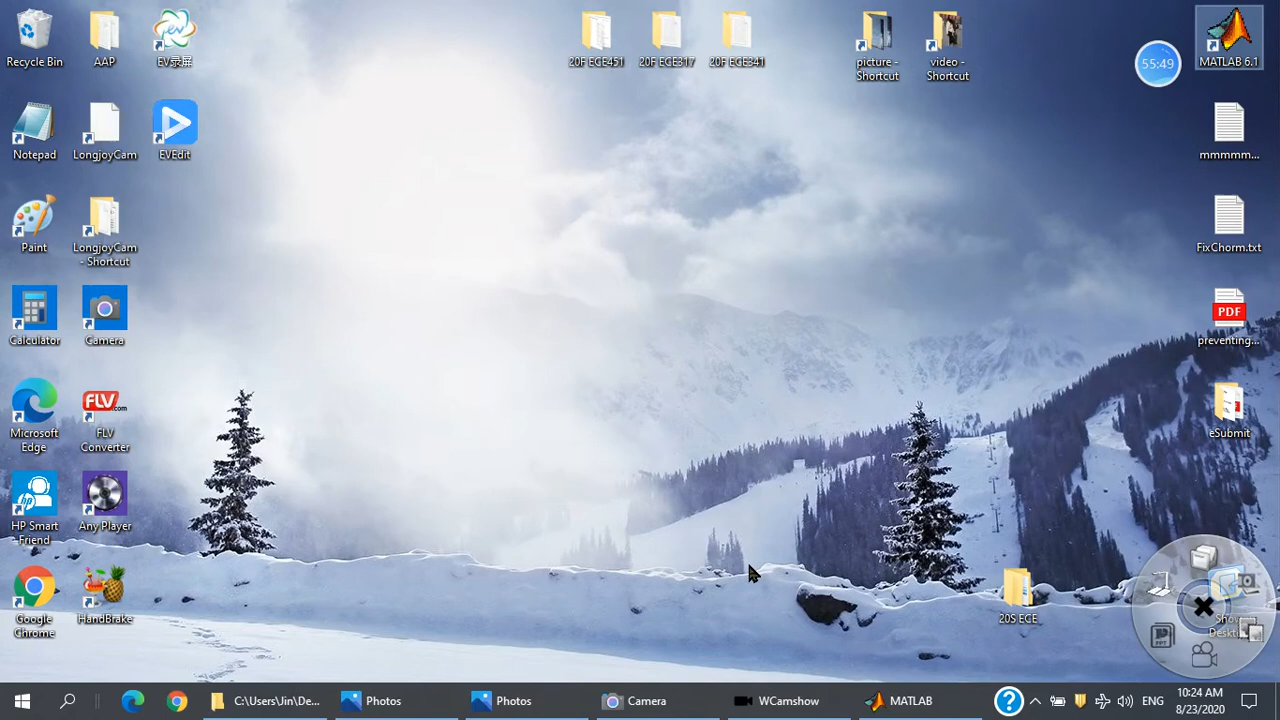 Recycle Bin
AAP
EV录屏
20F ECE451
20F ECE317
20F ECE341
picture -
Shortcut
video -
Shortcut
55:49
MATLAB 6.1
Notepad
LongjoyCam
EVEdit
mmmmm...
Paint
LongjoyCam
- Shortcut
FixChorm.txt
Calculator
Camera
PDF
preventing...
Microsoft
Edge
FLV.com
FLV
Converter
eSubmit
hp
HP Smart
Friend
Any Player
Google
Chrome
HandBrake
20S ECE
C:\Users\Jin\De...
Photos
Photos
Camera
WCamshow
MATLAB
?
ENG
10:24 AM
8/23/2020